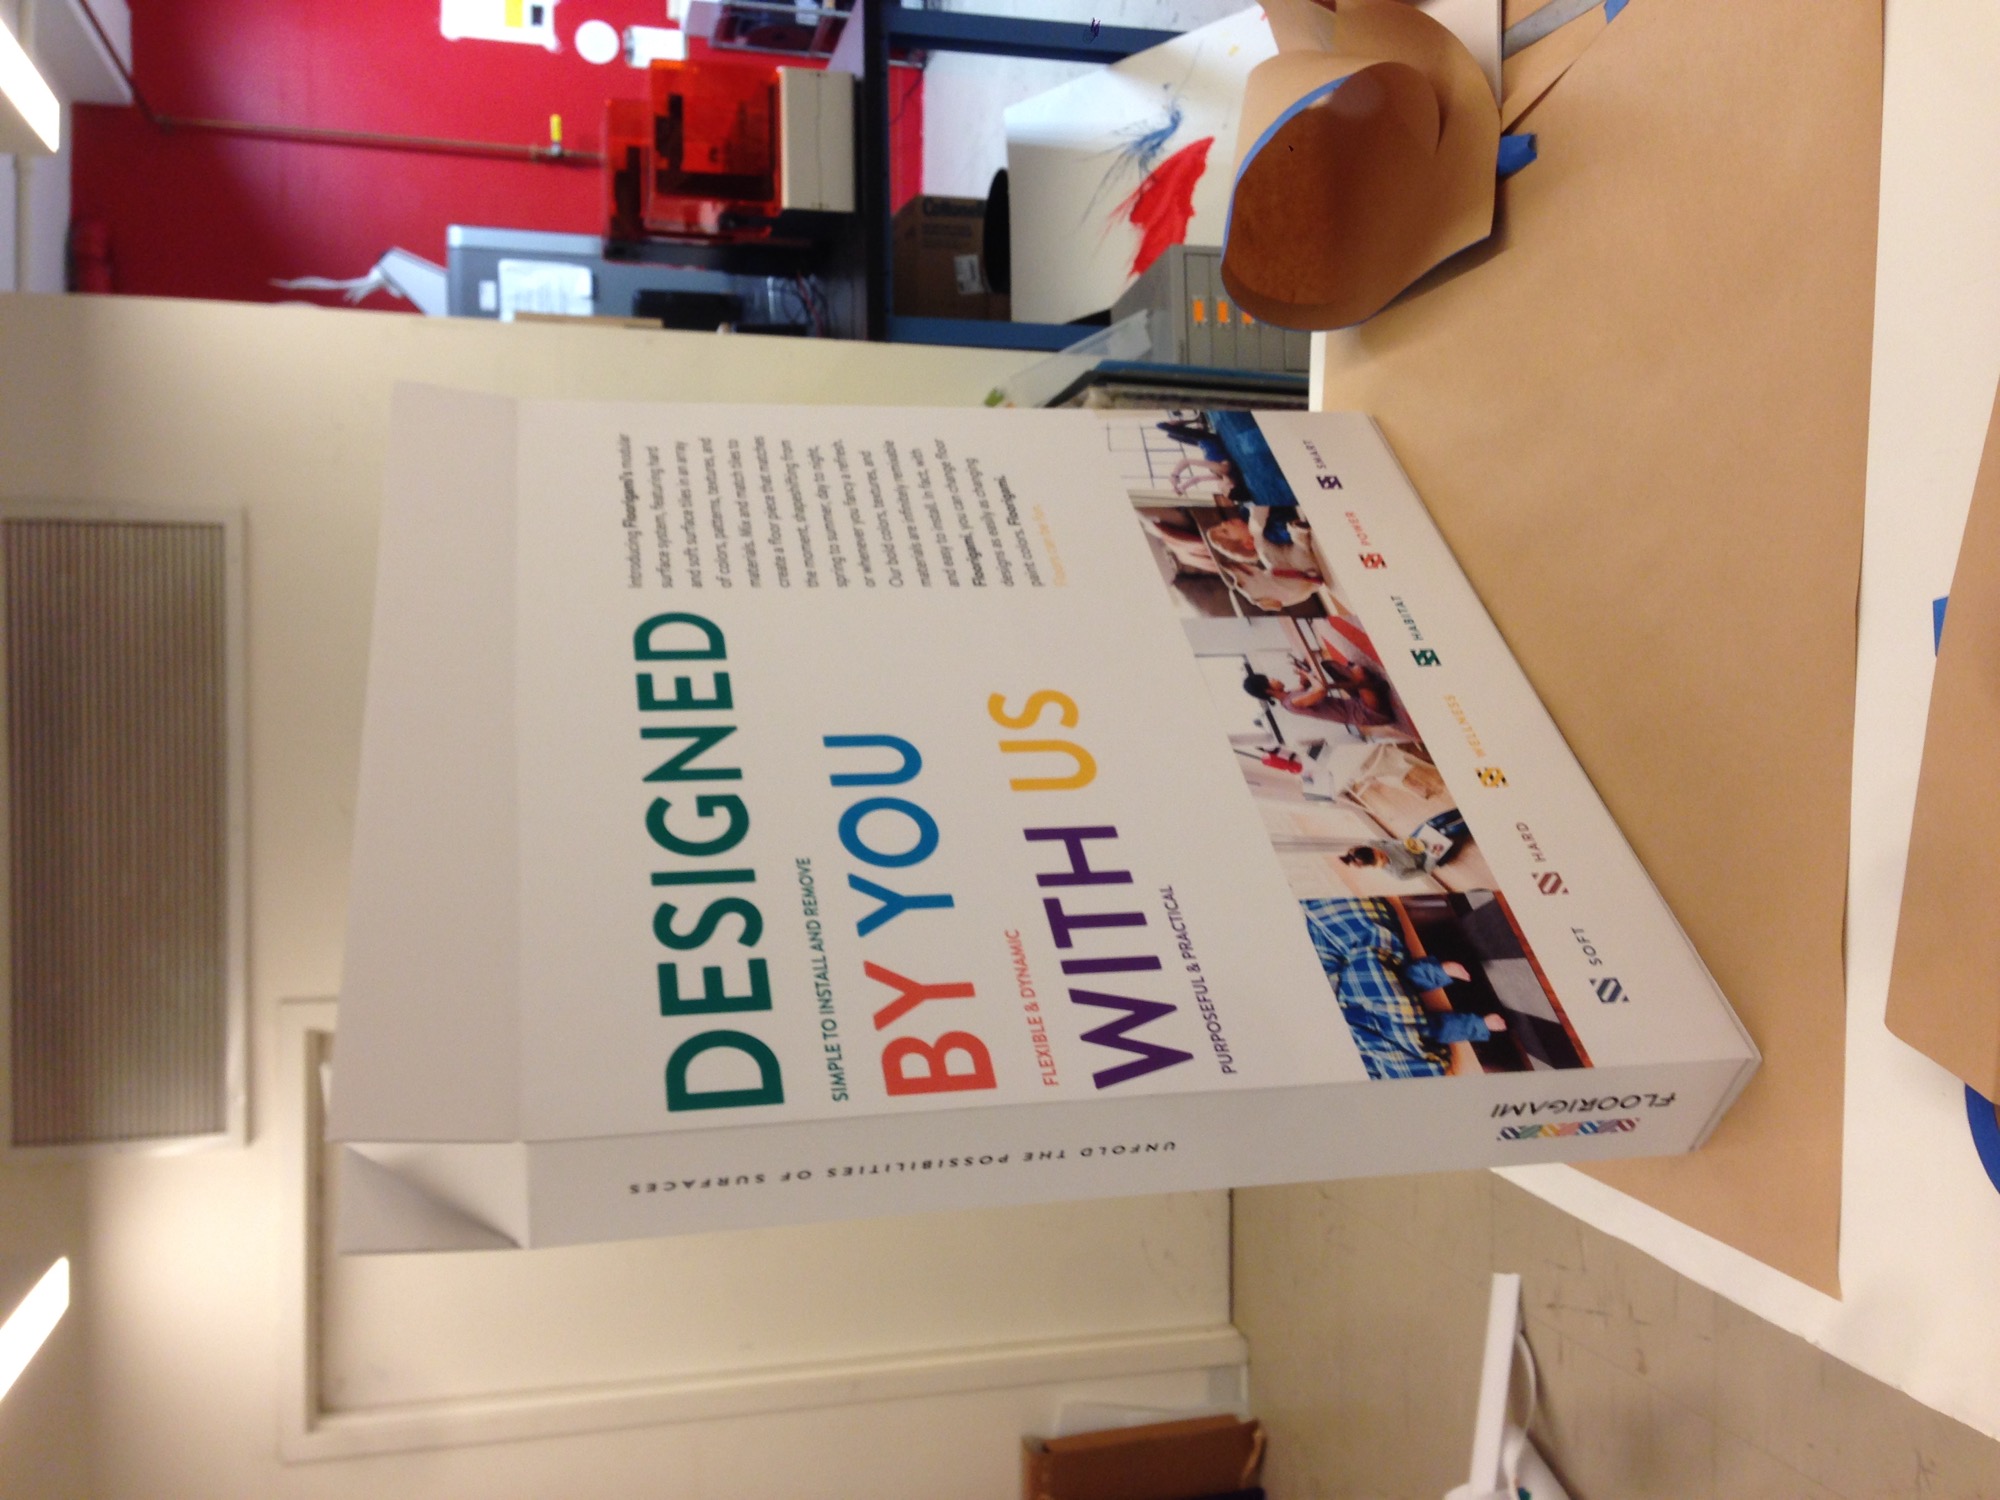 UNFOLD THE POSSIBILITIES OF SURFACES
FLOORIGAMI
DESIGNED
SIMPLE TO INSTALL AND REMOVE
BY YOU
FLEXIBLE & DYNAMIC
WITH US
PURPOSEFUL & PRACTICAL
Introducing Floorigami's modular
surface system, featuring hard
and soft surface tiles in an array
of colors, patterns, textures, and
materials. Mix and match tiles to
create a floor piece that matches
the moment, shapeshifting from
spring to summer, day to night,
or whenever you fancy a refresh.
Our bold colors, textures, and
materials are infinitely remixable
and easy to install. In fact, with
Floorigami, you can change floor
designs as easily as changing
paint colors. Floorigami.
Floors can be fun.
SOFT
HARD
WELLNESS
HABITAT
POWER
SMART